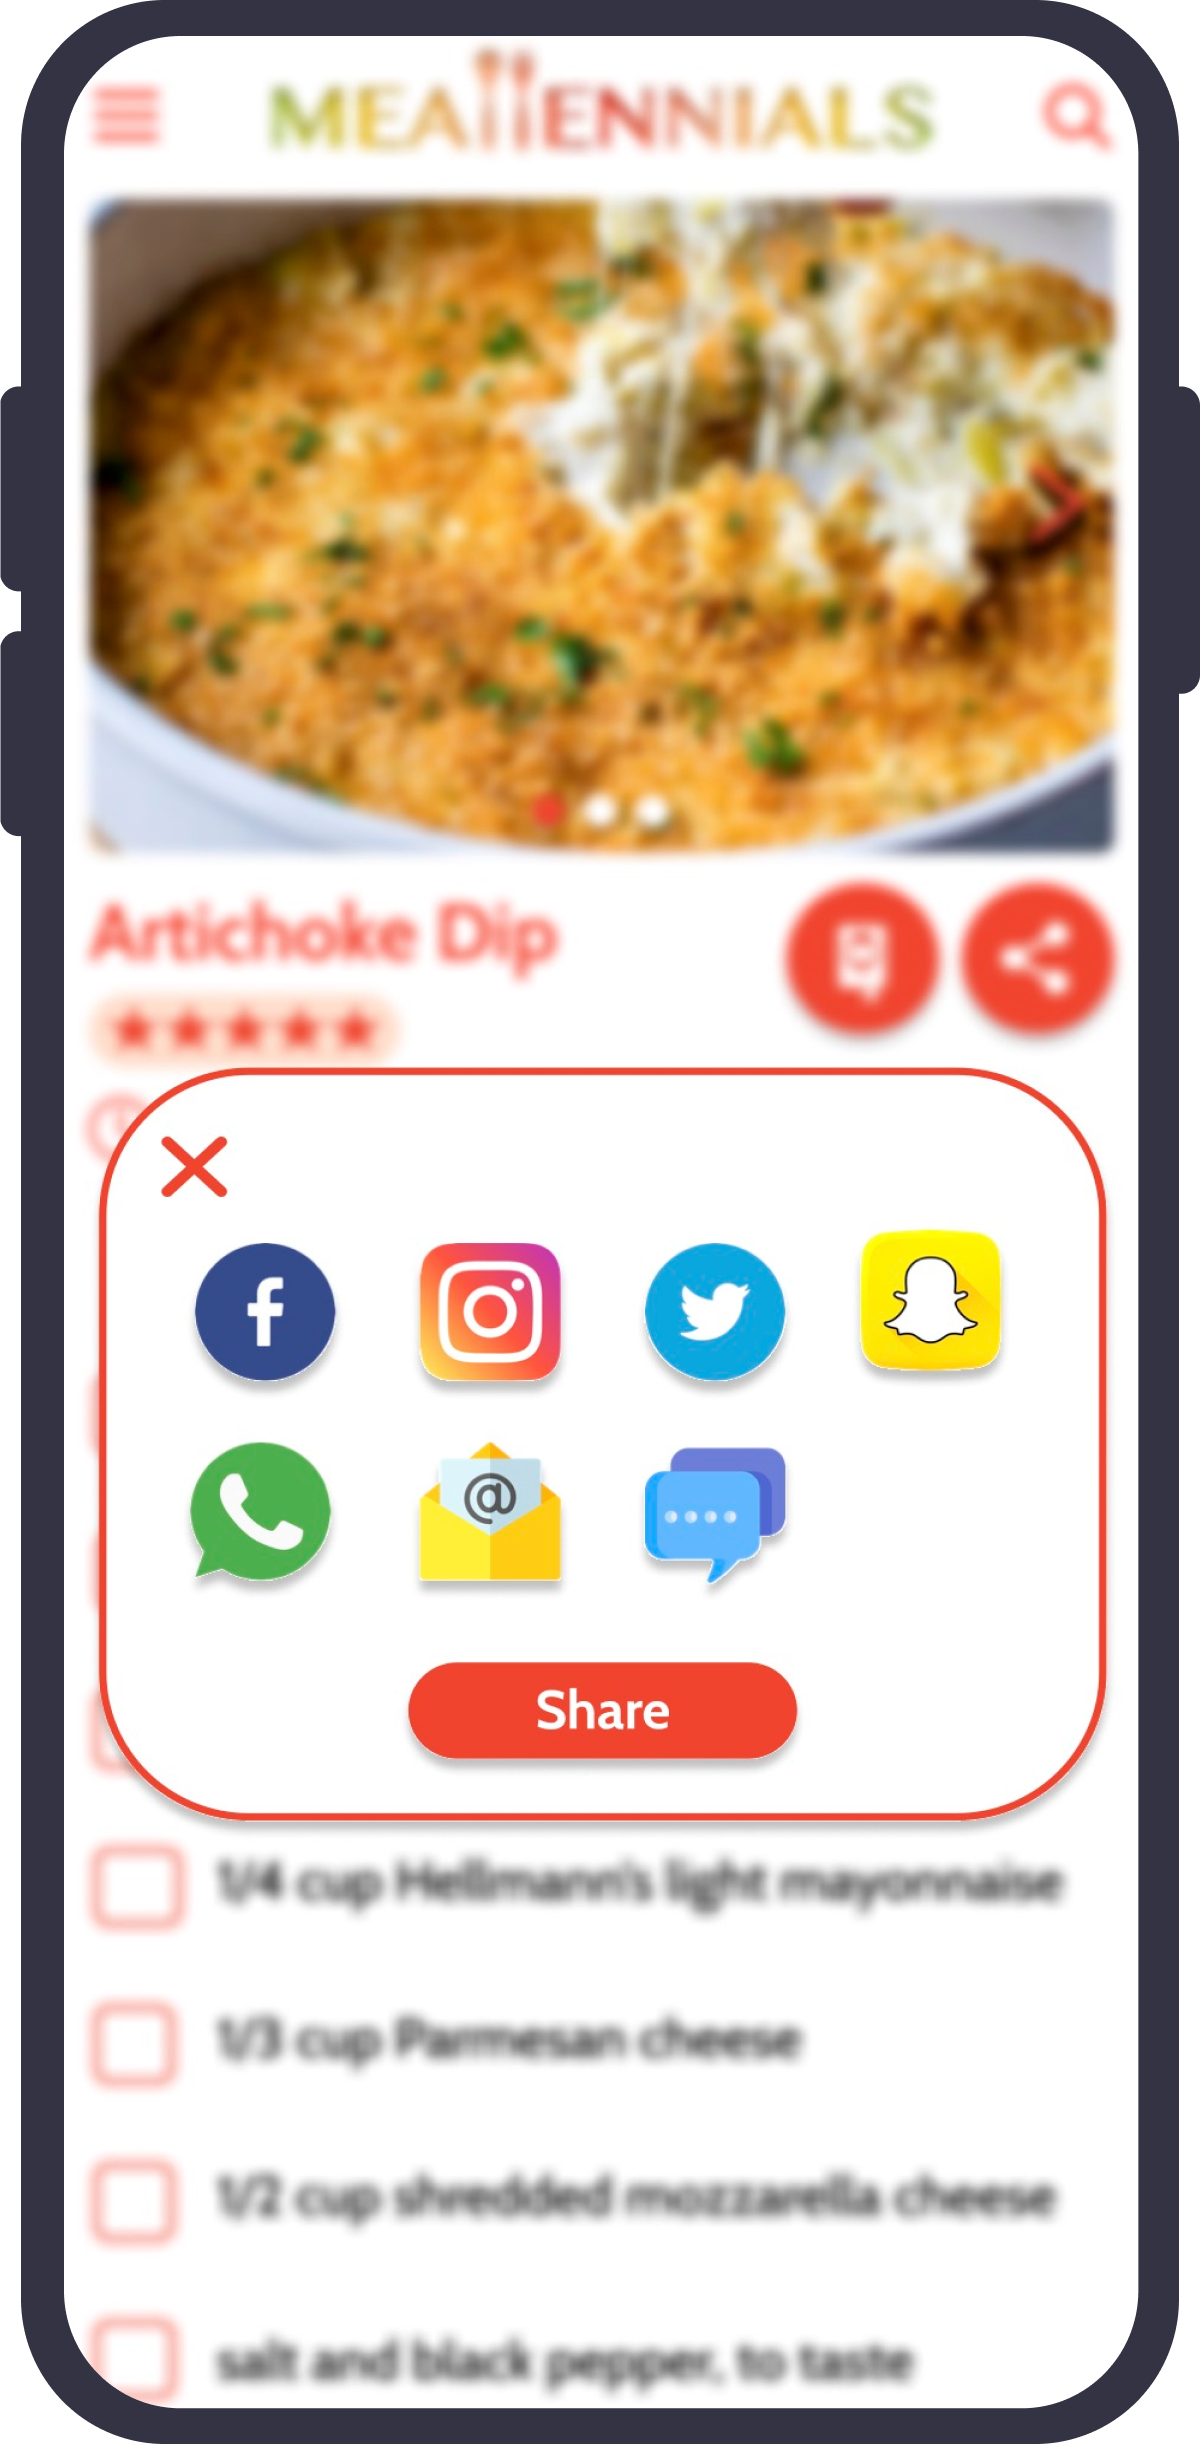 MEAllENNIALS
Artichoke Dip
@
Share
1/4 cup Hellmann's light mayonnaise
1/3 cup Parmesan cheese
1/2 cup shredded mozzarella cheese
salt and black pepper, to taste